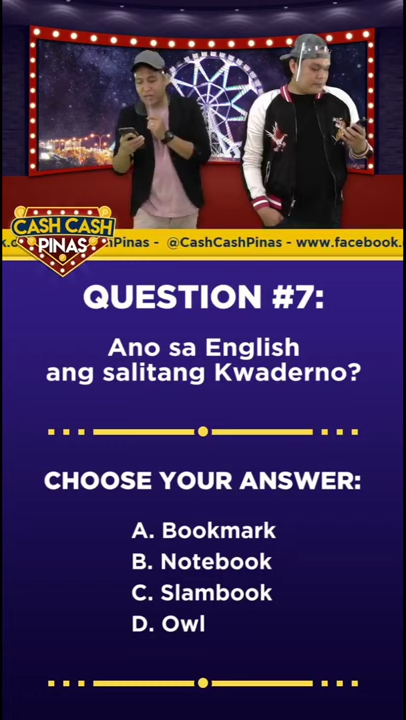 CASH CASH
PINAS
Pinas - @CashCashPinas - www.facebook.
QUESTION #7:
Ano sa English
ang salitang Kwaderno?
CHOOSE YOUR ANSWER:
A. Bookmark
B. Notebook
C. Slambook
D. Owl